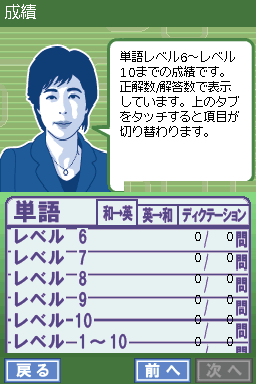 成績
単語レベル6～レベル
10までの成績です。
正解数/解答数で表示
しています。上のタブ
をタッチすると項目が
切り替わります。
単語 和→英 英→和 ディクテーション
レベル 6 0/ 0問
レベル 7 0/ 0問
レベル 8 0/ 0問
レベル 9 0/ 0問
レベル 10 0/ 0問
レベル 1～10 0/ 0問
戻る 前へ 次へ